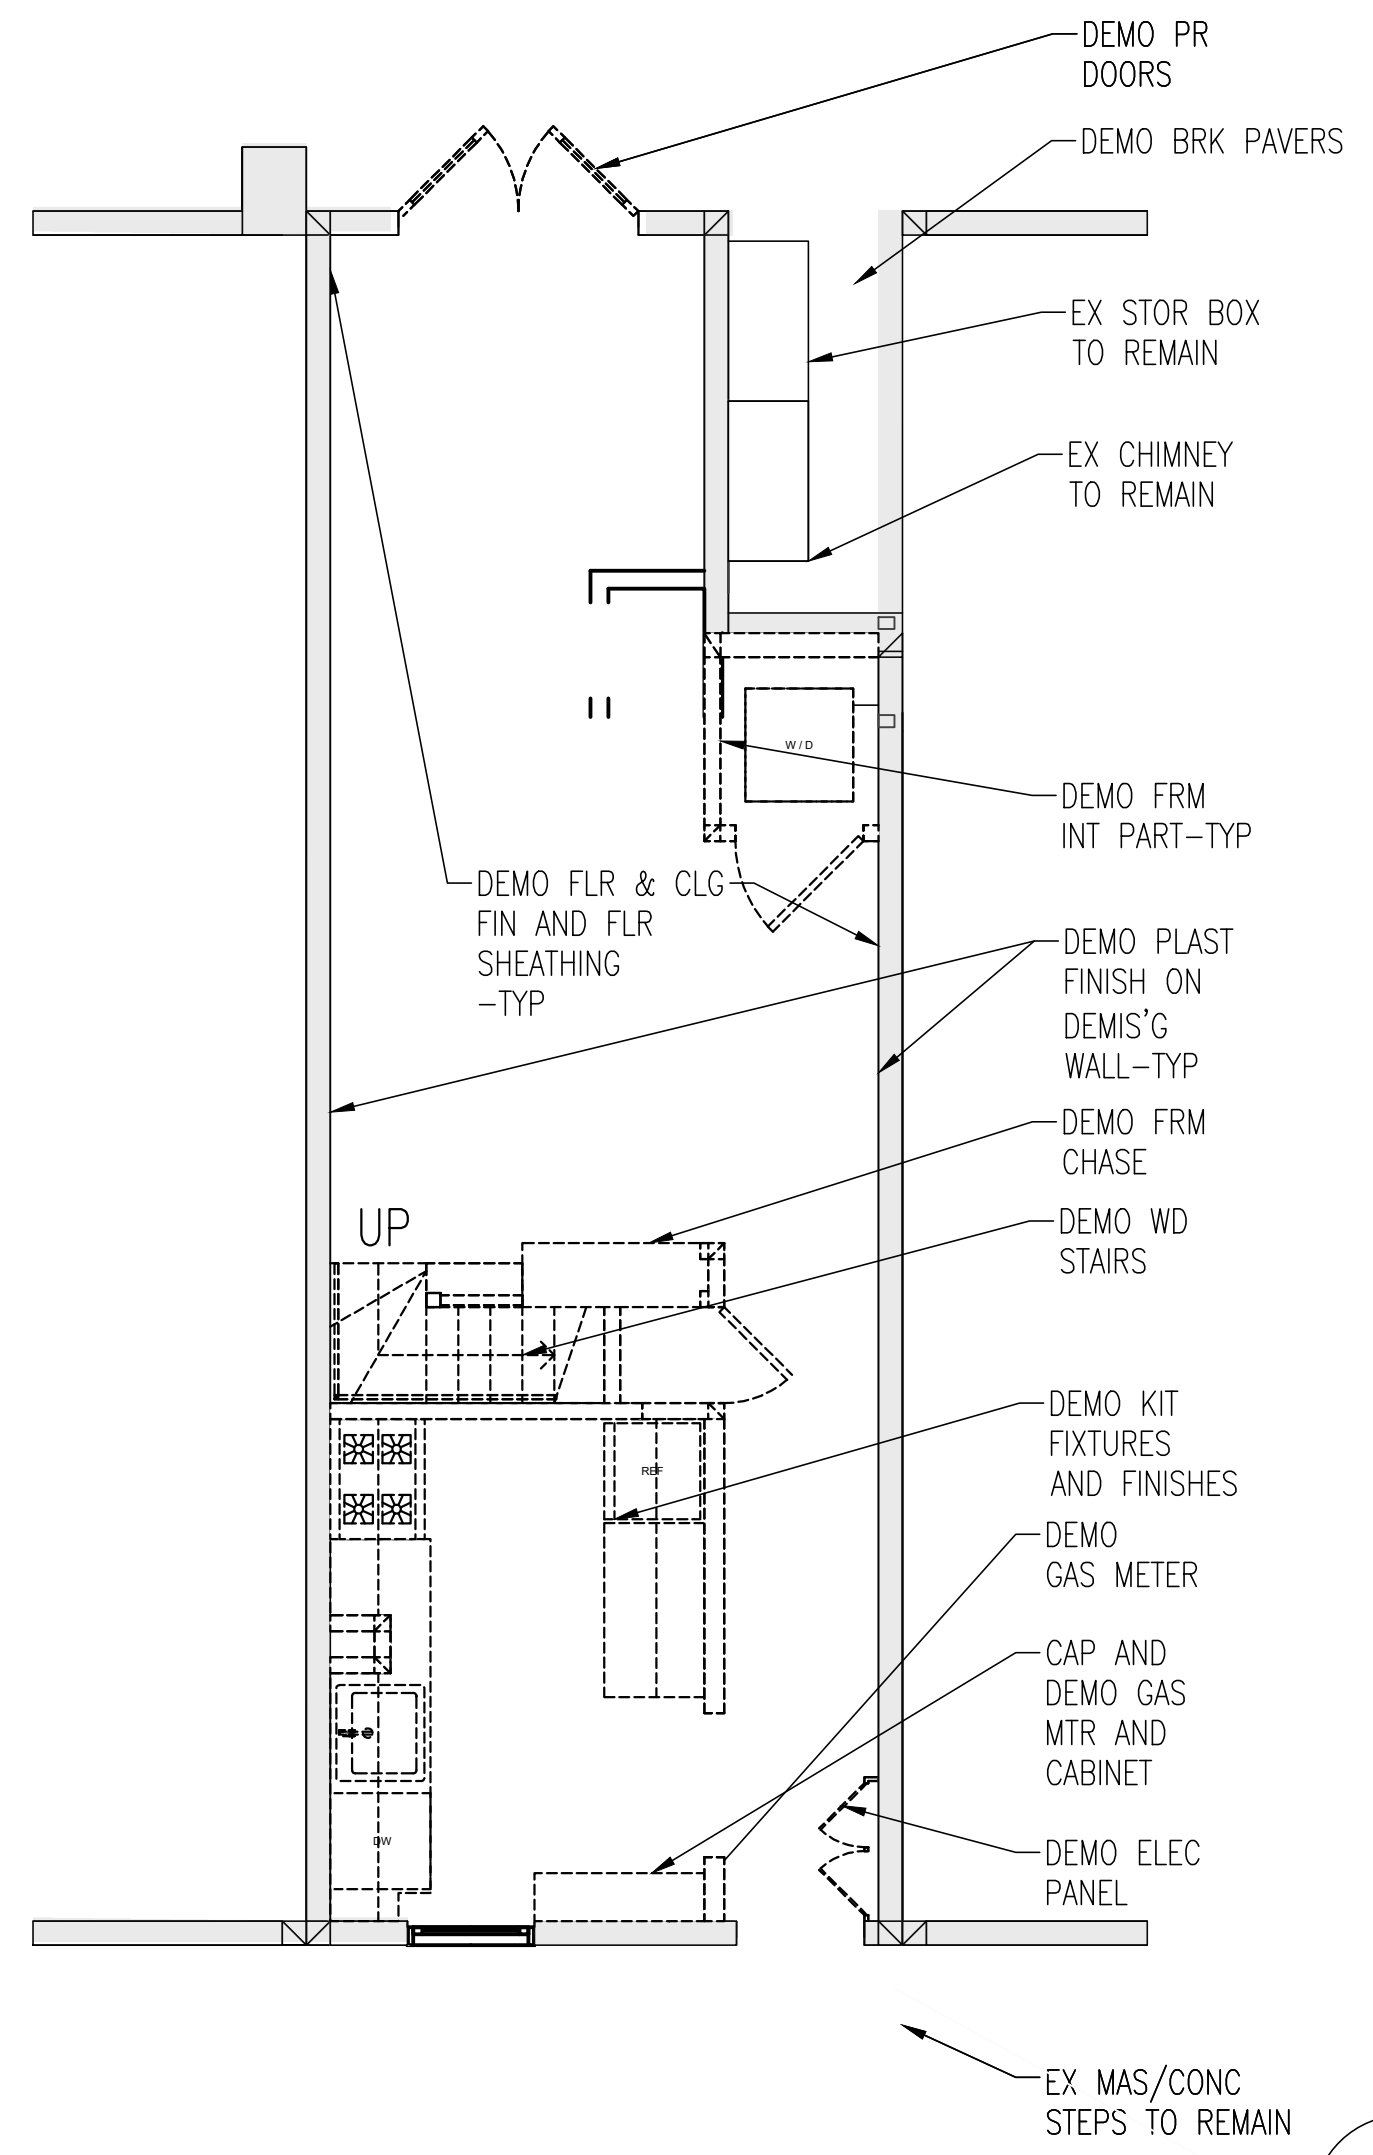 DEMO PR
DOORS
DEMO BRK PAVERS
EX STOR BOX
TO REMAIN
EX CHIMNEY
TO REMAIN
W/D
DEMO FRM
INT PART-TYP
DEMO FLR & CLG
FIN AND FLR
SHEATHING
-TYP
DEMO PLAST
FINISH ON
DEMIS'G
WALL-TYP
DEMO FRM
CHASE
UP
DEMO WD
STAIRS
DEMO KIT
FIXTURES
AND FINISHES
REF
DEMO
GAS METER
CAP AND
DEMO GAS
MTR AND
CABINET
DW
DEMO ELEC
PANEL
EX MAS/CONC
STEPS TO REMAIN